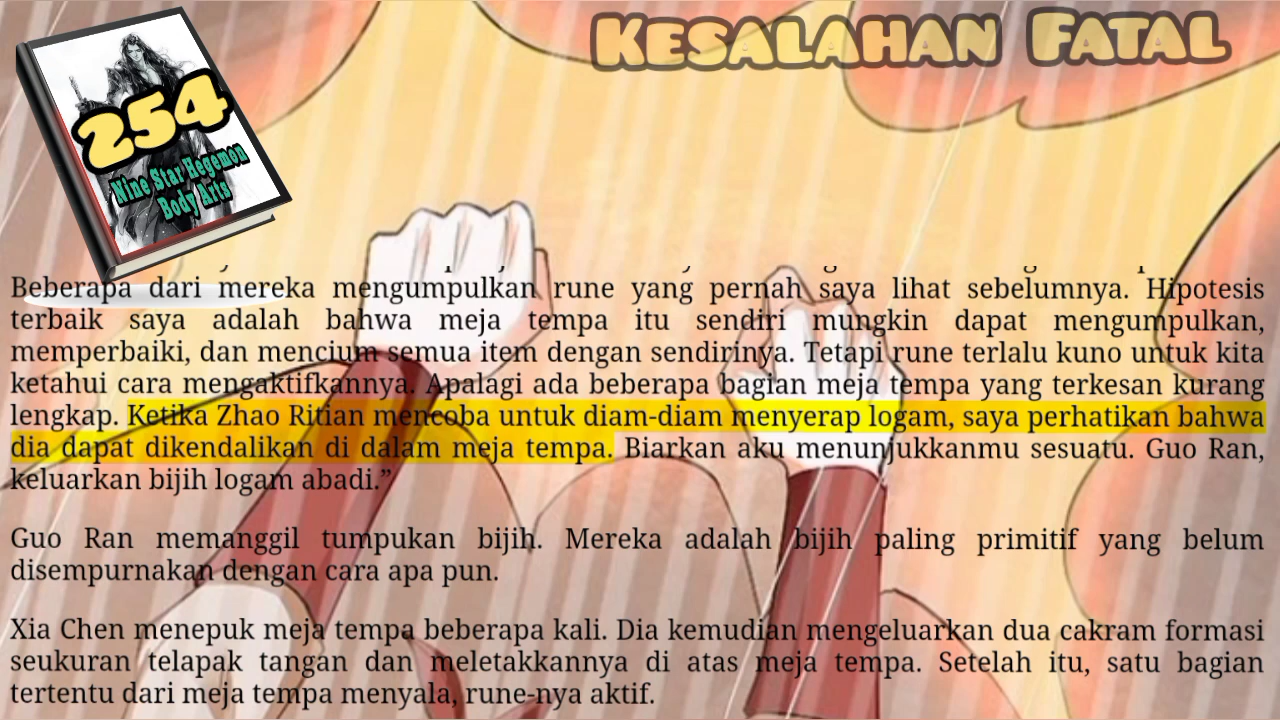 Kesalahan Fatal
254
Nine Star Hegemon
Body Arts
Beberapa dari mereka mengumpulkan rune yang pernah saya lihat sebelumnya. Hipotesis
terbaik saya adalah bahwa meja tempa itu sendiri mungkin dapat mengumpulkan,
memperbaiki, dan mencium semua item dengan sendirinya. Tetapi rune terlalu kuno untuk kita
ketahui cara mengaktifkannya. Apalagi ada beberapa bagian meja tempa yang terkesan kurang
lengkap. Ketika Zhao Ritian mencoba untuk diam-diam menyerap logam, saya perhatikan bahwa
dia dapat dikendalikan di dalam meja tempa. Biarkan aku menunjukkanmu sesuatu. Guo Ran,
keluarkan bijih logam abadi.”
Guo Ran memanggil tumpukan bijih. Mereka adalah bijih paling primitif yang belum
disempurnakan dengan cara apa pun.
Xia Chen menepuk meja tempa beberapa kali. Dia kemudian mengeluarkan dua cakram formasi
seukuran telapak tangan dan meletakkannya di atas meja tempa. Setelah itu, satu bagian
tertentu dari meja tempa menyala, rune-nya aktif.